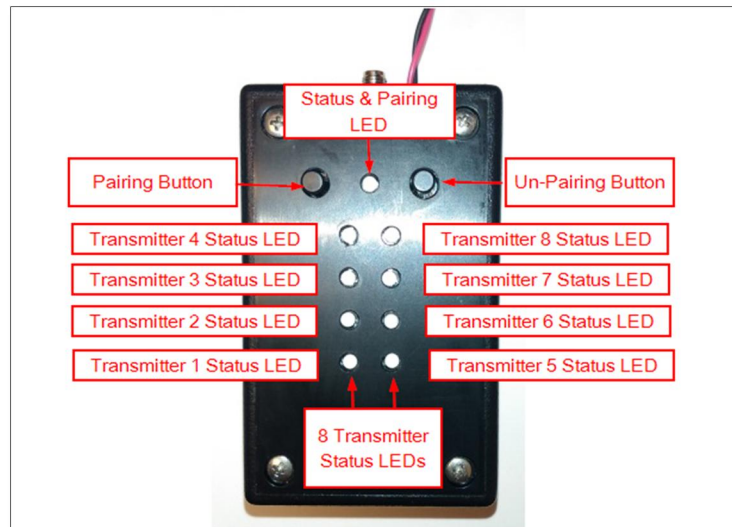 Status & Pairing
LED
Pairing Button
Un-Pairing Button
Transmitter 4 Status LED
Transmitter 8 Status LED
Transmitter 3 Status LED
Transmitter 7 Status LED
Transmitter 2 Status LED
Transmitter 6 Status LED
Transmitter 1 Status LED
Transmitter 5 Status LED
8 Transmitter
Status LEDs